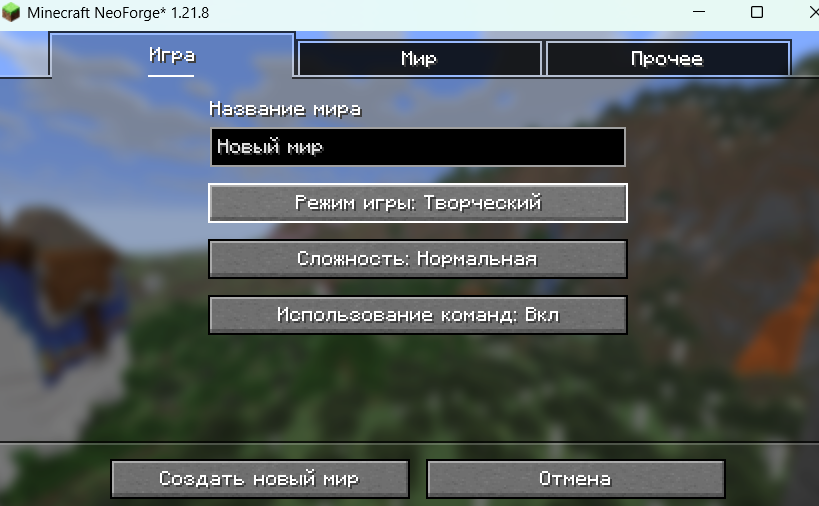 Minecraft NeoForge* 1.21.8
Игра Мир Прочее
Название мира
Новый мир
Режим игры: Творческий
Сложность: Нормальная
Использование команд: Вкл
Создать новый мир Отмена